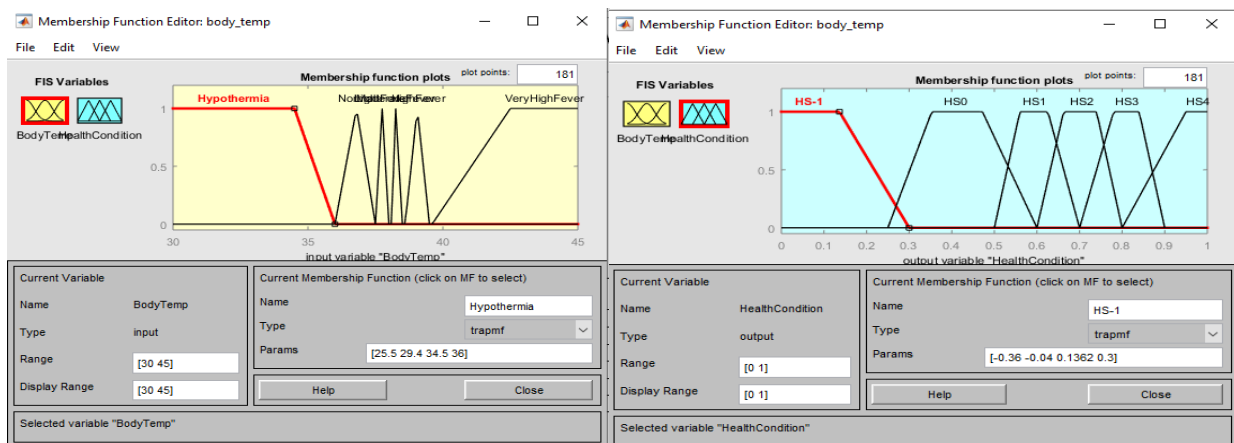 Membership Function Editor: body_temp
File Edit View
FIS Variables
BodyTemp
HealthCondition
Membership function plots
plot points:
181
Hypothermia
VeryHighFever
1
0.5
0
30 35 40 45
input variable "BodyTemp"
Current Variable
Name BodyTemp
Type input
Range [30 45]
Display Range [30 45]
Current Membership Function (click on MF to select)
Name Hypothermia
Type trapmf
Params [25.5 29.4 34.5 36]
Help Close
Selected variable "BodyTemp"
Membership Function Editor: body_temp
File Edit View
FIS Variables
BodyTemp
HealthCondition
Membership function plots
plot points:
181
HS-1 HS0 HS1 HS2 HS3 HS4
1
0.5
0
0 0.1 0.2 0.3 0.4 0.5 0.6 0.7 0.8 0.9 1
output variable "HealthCondition"
Current Variable
Name HealthCondition
Type output
Range [0 1]
Display Range [0 1]
Current Membership Function (click on MF to select)
Name HS-1
Type trapmf
Params [-0.36 -0.04 0.1362 0.3]
Help Close
Selected variable "HealthCondition"